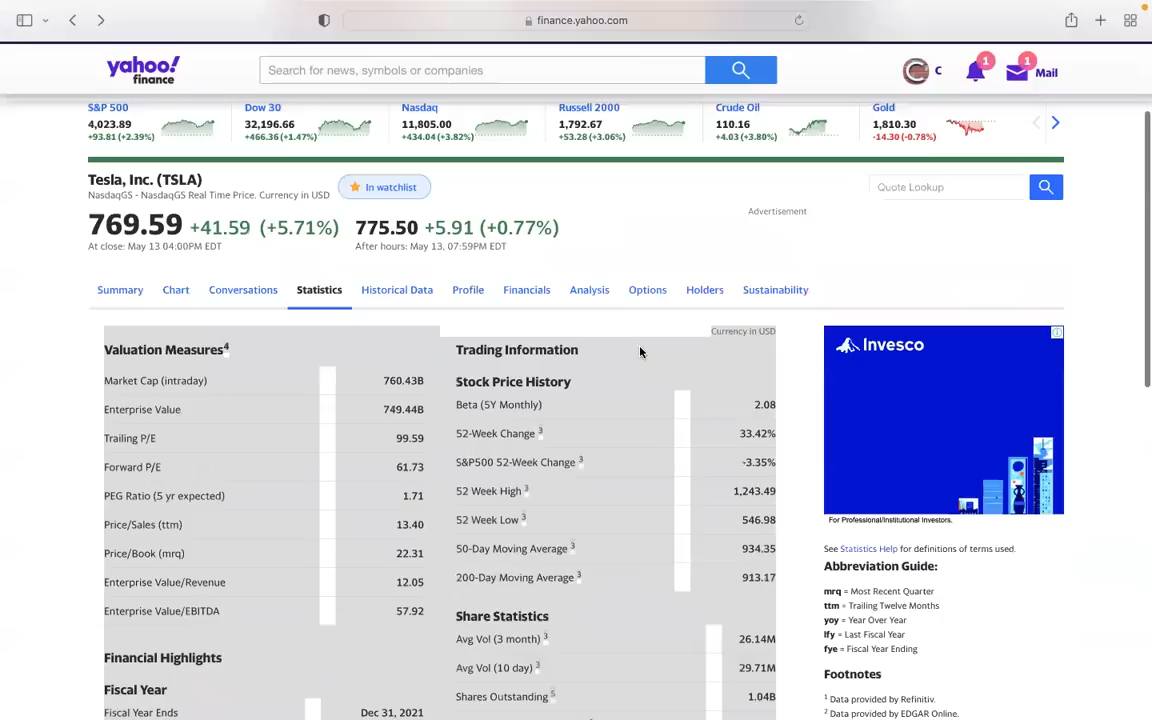 finance.yahoo.com
yahoo!
finance
Search for news, symbols or companies
C
1
1
Mail
S&P 500
4,023.89
+93.81 (+2.39%)
Dow 30
32,196.66
+466.36 (+1.47%)
Nasdaq
11,805.00
+434.04 (+3.82%)
Russell 2000
1,792.67
+53.28 (+3.06%)
Crude Oil
110.16
+4.03 (+3.80%)
Gold
1,810.30
-14.30 (-0.78%)
Tesla, Inc. (TSLA)
NasdaqGS - NasdaqGS Real Time Price. Currency in USD
In watchlist
Quote Lookup
769.59 +41.59 (+5.71%)
At close: May 13 04:00PM EDT
775.50 +5.91 (+0.77%)
After hours: May 13, 07:59PM EDT
Advertisement
Summary Chart Conversations Statistics Historical Data Profile Financials Analysis Options Holders Sustainability
Currency in USD
Valuation Measures4
Market Cap (intraday) 760.43B
Enterprise Value 749.44B
Trailing P/E 99.59
Forward P/E 61.73
PEG Ratio (5 yr expected) 1.71
Price/Sales (ttm) 13.40
Price/Book (mrq) 22.31
Enterprise Value/Revenue 12.05
Enterprise Value/EBITDA 57.92
Financial Highlights
Fiscal Year
Fiscal Year Ends Dec 31, 2021
Trading Information
Stock Price History
Beta (5Y Monthly) 2.08
52-Week Change 3 33.42%
S&P500 52-Week Change 3 -3.35%
52 Week High 3 1,243.49
52 Week Low 3 546.98
50-Day Moving Average 3 934.35
200-Day Moving Average 3 913.17
Share Statistics
Avg Vol (3 month) 3 26.14M
Avg Vol (10 day) 3 29.71M
Shares Outstanding 5 1.04B
Invesco
For Professional/Institutional Investors.
See Statistics Help for definitions of terms used.
Abbreviation Guide:
mrq = Most Recent Quarter
ttm = Trailing Twelve Months
yoy = Year Over Year
lfy = Last Fiscal Year
fye = Fiscal Year Ending
Footnotes
1 Data provided by Refinitiv.
2 Data provided by EDGAR Online.